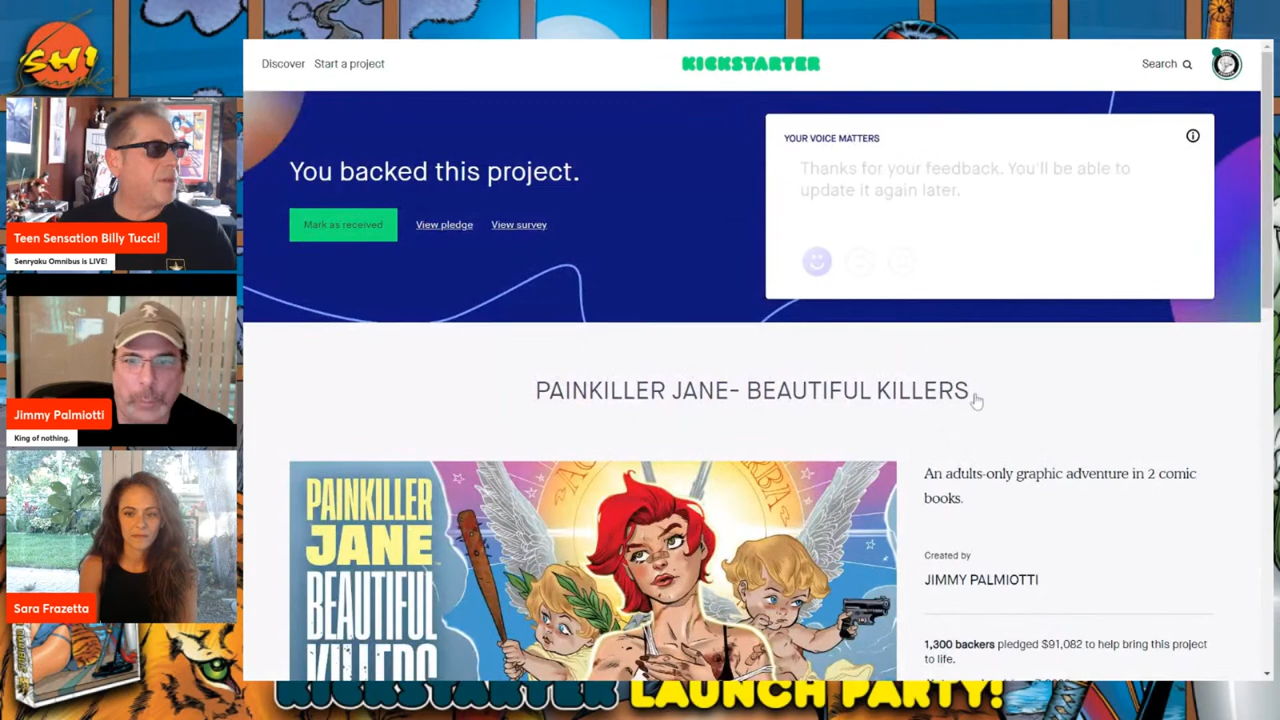 SHI
Discover Start a project
KICKSTARTER
Search
You backed this project.
Mark as received
View pledge
View survey
YOUR VOICE MATTERS
Thanks for your feedback. You'll be able to
update it again later.
Teen Sensation Billy Tucci!
Senryaku Omnibus is LIVE!
Jimmy Palmiotti
King of nothing.
Sara Frazetta
PAINKILLER JANE- BEAUTIFUL KILLERS
PAINKILLER
JANE
BEAUTIFUL
KILLERS
An adults-only graphic adventure in 2 comic
books.
Created by
JIMMY PALMIOTTI
1,300 backers pledged $91,082 to help bring this project
to life.
KICKSTARTER LAUNCH PARTY!